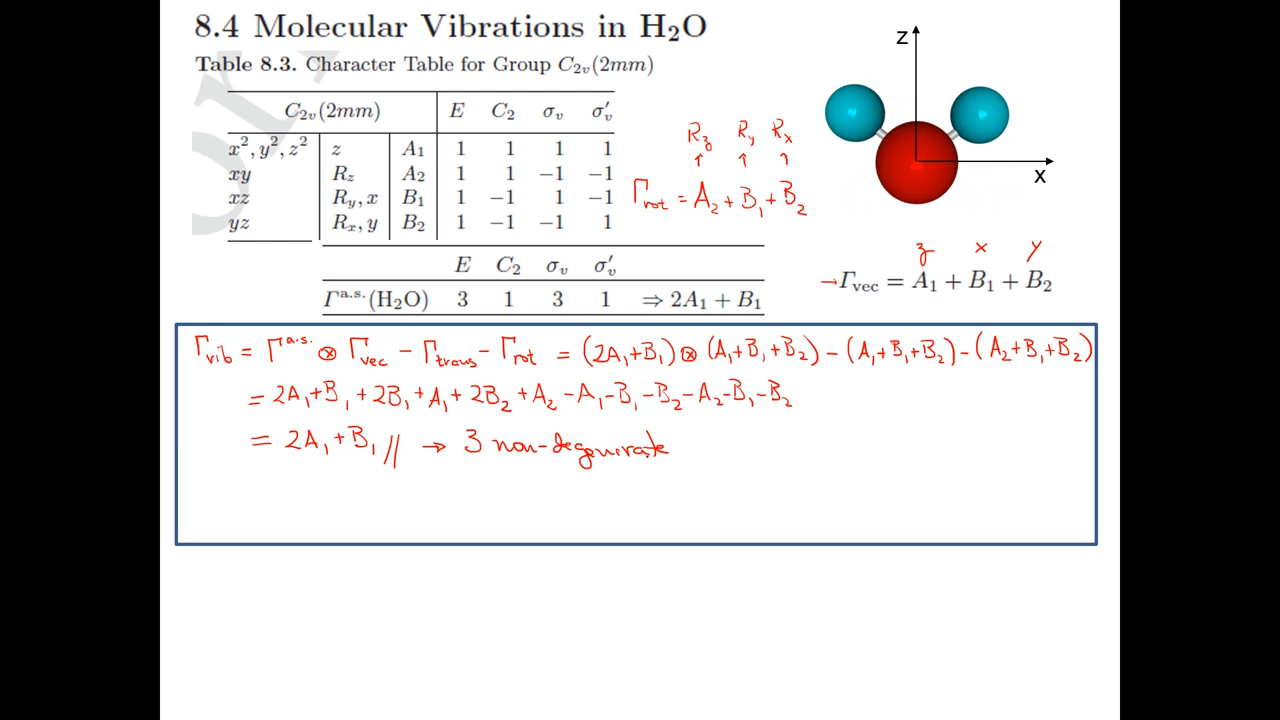 8.4 Molecular Vibrations in H₂O
Table 8.3. Character Table for Group C₂ᵥ(2mm)
C₂ᵥ(2mm) E C₂ σᵥ σ′ᵥ
x², y², z² z A₁ 1 1 1 1
xy R_z A₂ 1 1 −1 −1
xz R_y, x B₁ 1 −1 1 −1
yz R_x, y B₂ 1 −1 −1 1
E C₂ σᵥ σ′ᵥ
Γ^a.s.(H₂O) 3 1 3 1 ⇒ 2A₁ + B₁
R_z R_y R_x
↑ ↑ ↑
Γ_rot = A₂ + B₁ + B₂
z
x
z x y
→Γ_vec = A₁ + B₁ + B₂
Γ_vib = Γ^a.s. ⊗ Γ_vec − Γ_trans − Γ_rot = (2A₁+B₁) ⊗ (A₁+B₁+B₂) − (A₁+B₁+B₂) − (A₂+B₁+B₂)
= 2A₁+B₁+2B₁+A₁+2B₂+A₂−A₁−B₁−B₂−A₂−B₁−B₂
= 2A₁+B₁ // → 3 non-degenerate